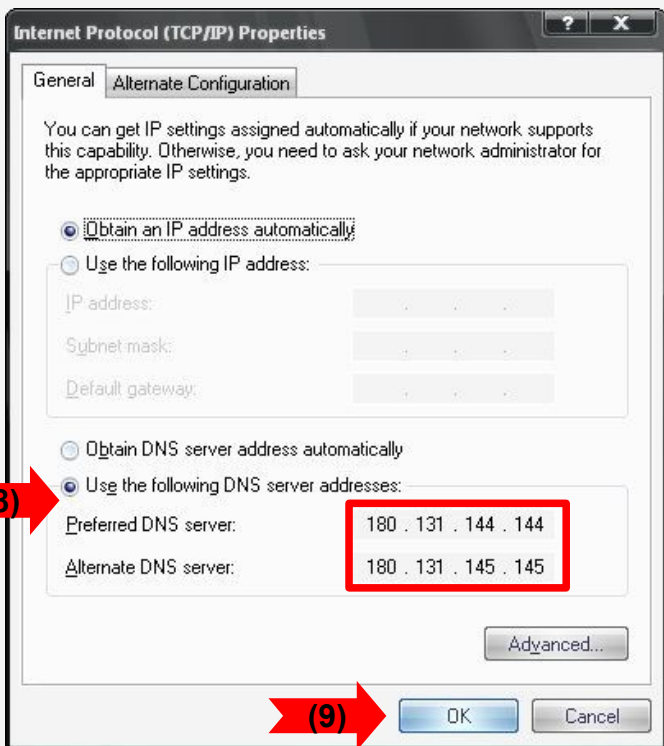 Internet Protocol (TCP/IP) Properties
? X
General Alternate Configuration
You can get IP settings assigned automatically if your network supports
this capability. Otherwise, you need to ask your network administrator for
the appropriate IP settings.
Obtain an IP address automatically
Use the following IP address:
IP address: . . .
Subnet mask: . . .
Default gateway: . . .
Obtain DNS server address automatically
Use the following DNS server addresses:
Preferred DNS server: 180 . 131 . 144 . 144
Alternate DNS server: 180 . 131 . 145 . 145
Advanced...
(9) OK Cancel